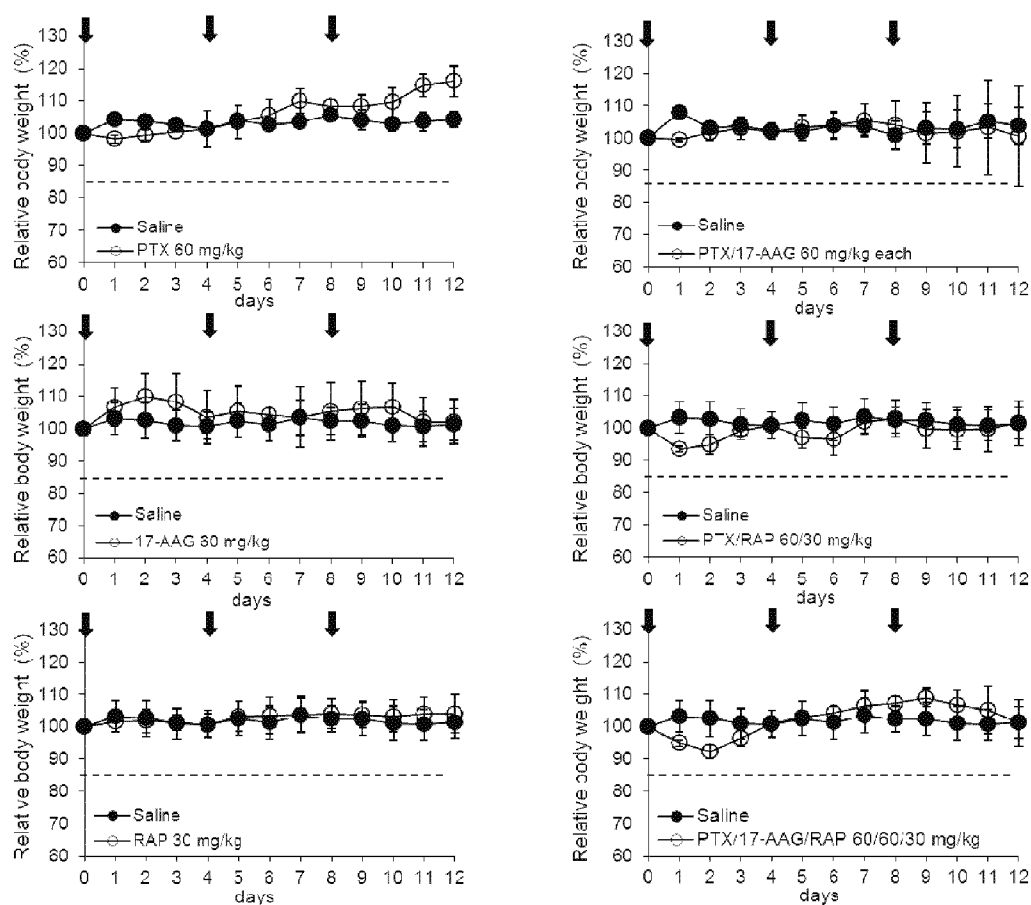 Relative body weight (%)
130
120
110
100
90
80
70
60
Saline
PTX 60 mg/kg
0 1 2 3 4 5 6 7 8 9 10 11 12
days
Relative body weight (%)
130
120
110
100
90
80
70
60
Saline
PTX/17-AAG 60 mg/kg each
0 1 2 3 4 5 6 7 8 9 10 11 12
days
Relative body weight (%)
130
120
110
100
90
80
70
60
Saline
17-AAG 60 mg/kg
0 1 2 3 4 5 6 7 8 9 10 11 12
days
Relative body weight (%)
130
120
110
100
90
80
70
60
Saline
PTX/RAP 60/30 mg/kg
0 1 2 3 4 5 6 7 8 9 10 11 12
days
Relative body weight (%)
130
120
110
100
90
80
70
60
Saline
RAP 30 mg/kg
0 1 2 3 4 5 6 7 8 9 10 11 12
days
Relative body weight (%)
130
120
110
100
90
80
70
60
Saline
PTX/17-AAG/RAP 60/60/30 mg/kg
0 1 2 3 4 5 6 7 8 9 10 11 12
days